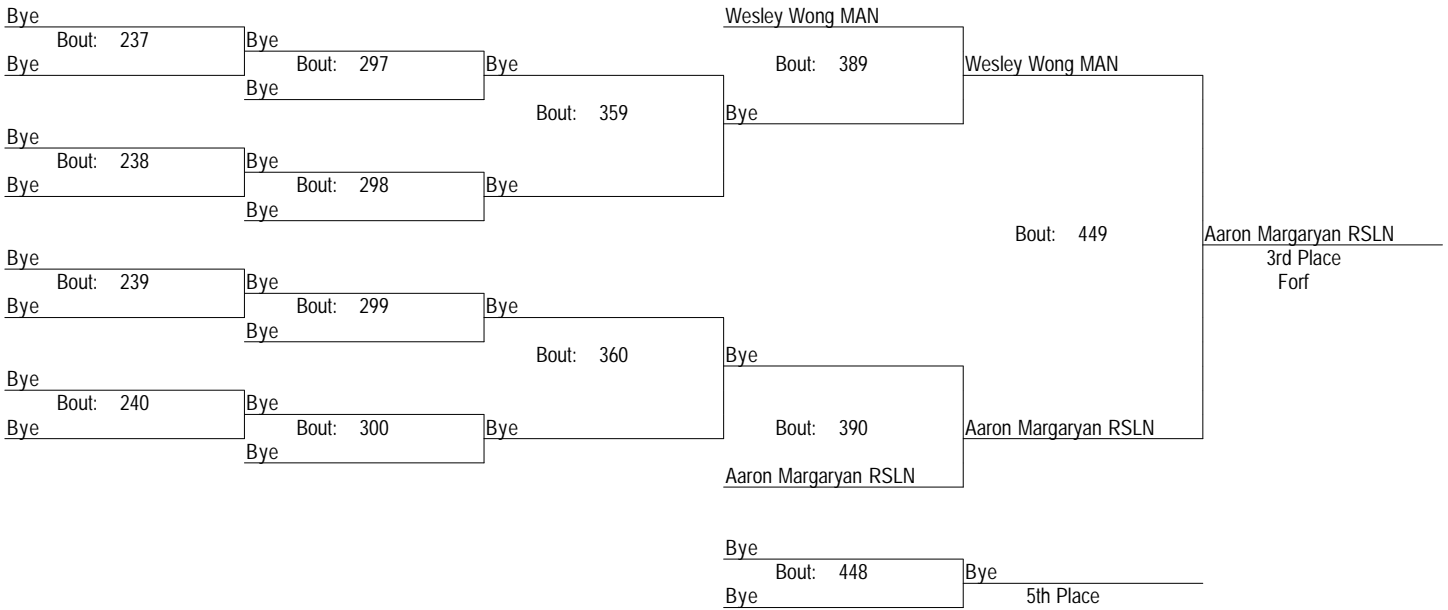 Bye Wesley Wong MAN
Bout: 237 Bye
Bye Bout: 297 Bye Bout: 389 Wesley Wong MAN
Bye
Bout: 359 Bye
Bye
Bout: 238 Bye
Bye Bout: 298 Bye
Bye
Bout: 449 Aaron Margaryan RSLN
Bye 3rd Place
Bout: 239 Bye Forf
Bye Bout: 299 Bye
Bye
Bout: 360 Bye
Bye
Bout: 240 Bye
Bye Bout: 300 Bye Bout: 390 Aaron Margaryan RSLN
Bye
Aaron Margaryan RSLN
Bye
Bout: 448 Bye
Bye 5th Place